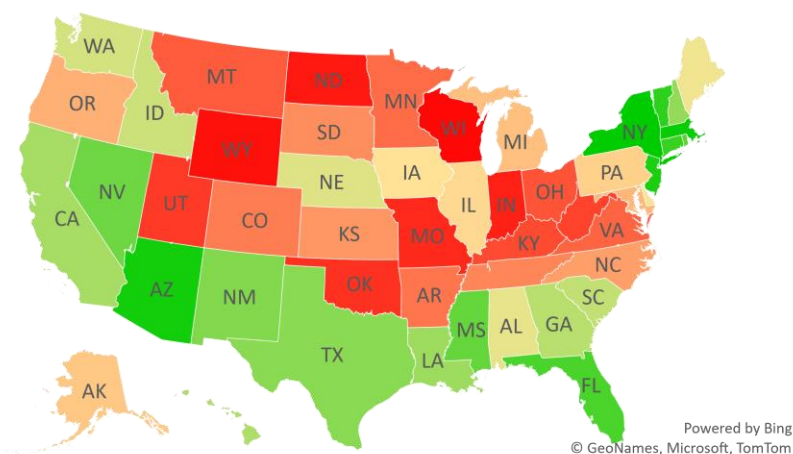 WA
MT
ND
MN
OR
ID
SD
WI
MI
NY
WY
IA
PA
NE
NV
UT
CO
IL
IN
OH
CA
KS
MO
KY
VA
NC
AZ
NM
OK
AR
SC
MS
AL
GA
TX
LA
FL
AK
Powered by Bing
© GeoNames, Microsoft, TomTom